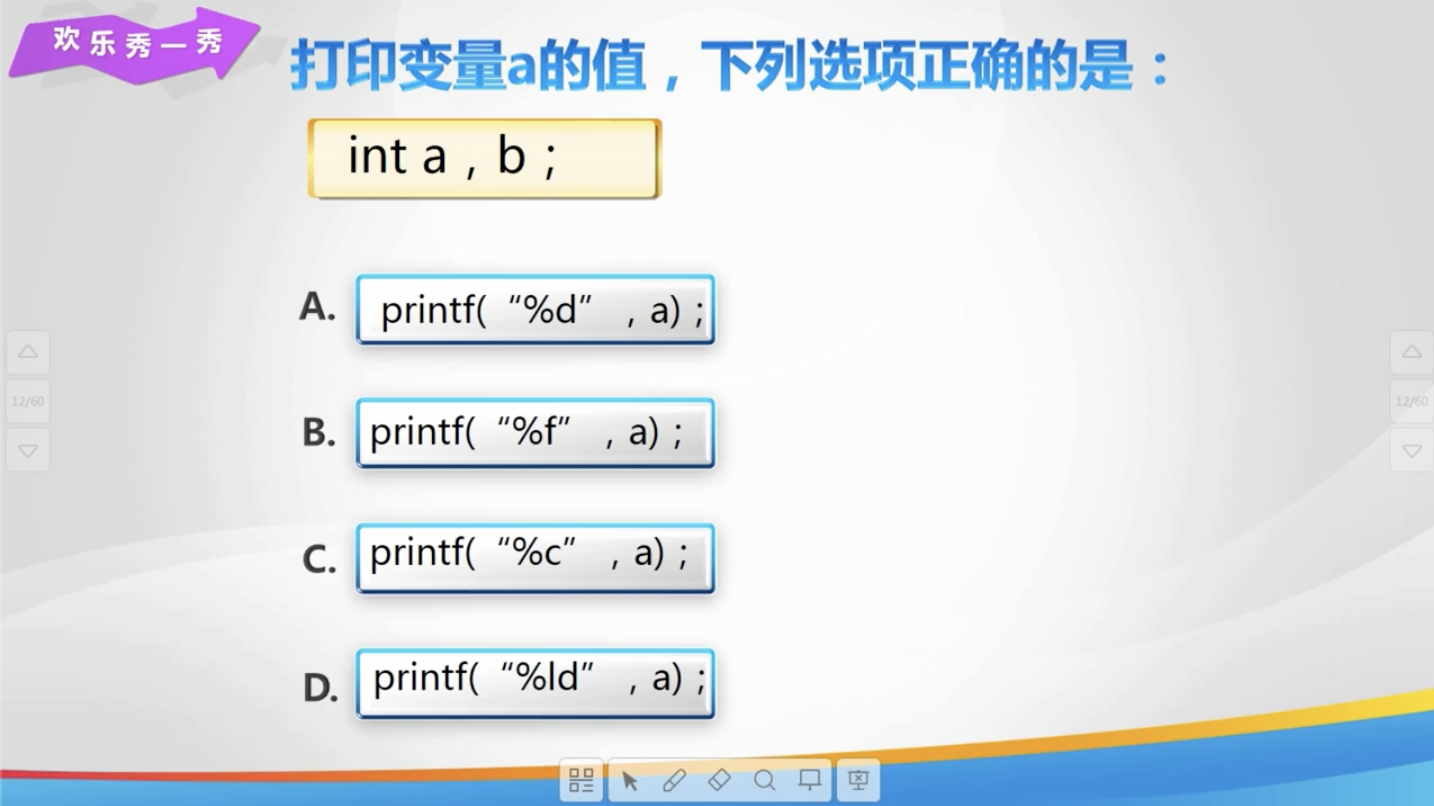 欢乐秀一秀
打印变量a的值，下列选项正确的是：
int a，b；
A. printf(“%d”，a)；
B. printf(“%f”，a)；
C. printf(“%c”，a)；
D. printf(“%ld”，a)；
12/60
12/60